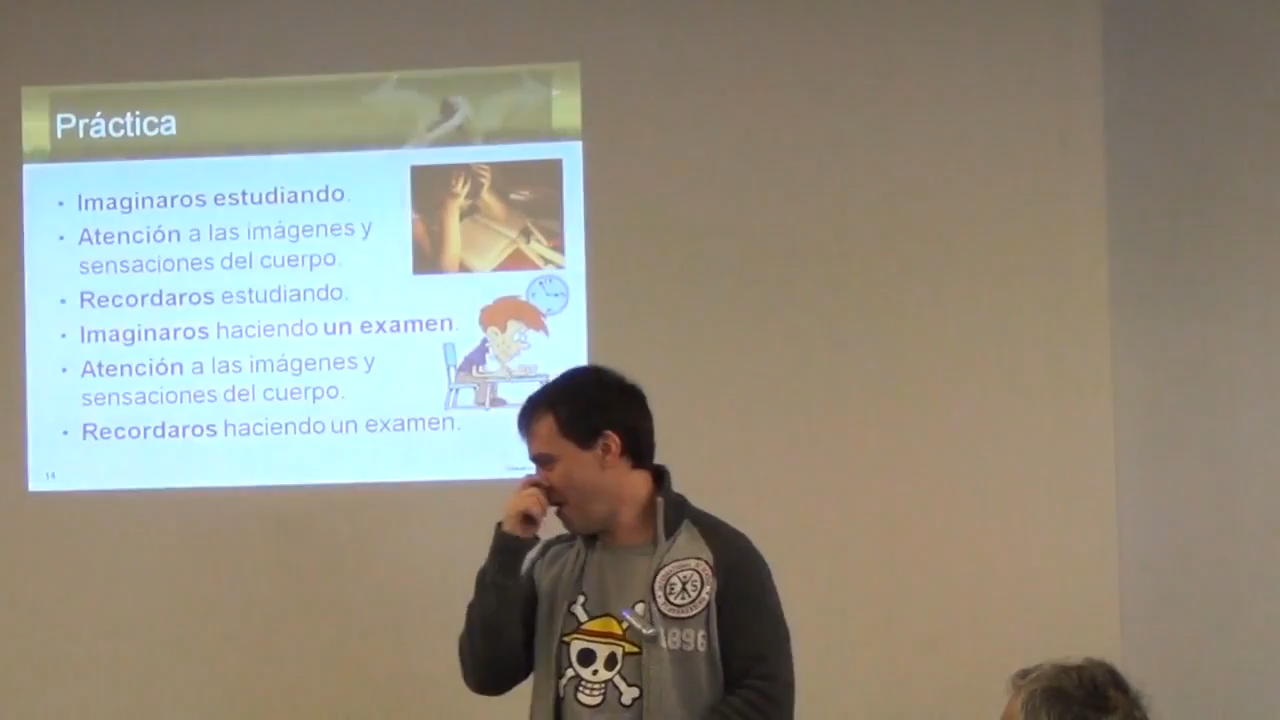 Práctica
• Imaginaros estudiando.
• Atención a las imágenes y
sensaciones del cuerpo.
• Recordaros estudiando.
• Imaginaros haciendo un examen.
• Atención a las imágenes y
sensaciones del cuerpo.
• Recordaros haciendo un examen.
14
1896